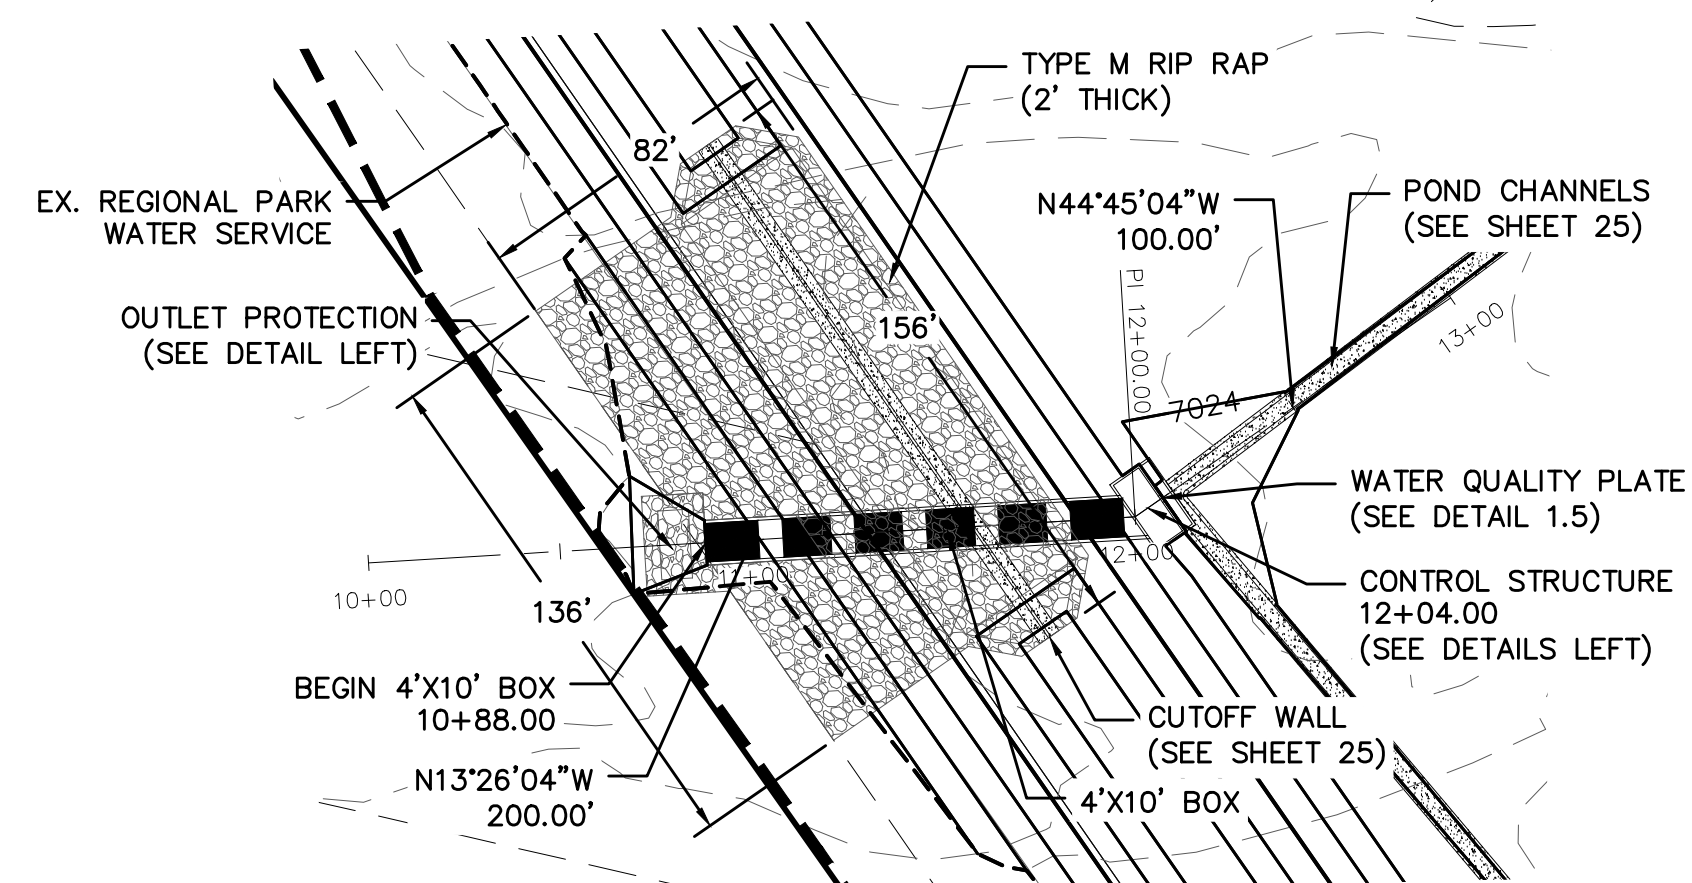 TYPE M RIP RAP
(2' THICK)
82'
EX. REGIONAL PARK
WATER SERVICE
N44°45'04"W
100.00'
POND CHANNELS
(SEE SHEET 25)
OUTLET PROTECTION
(SEE DETAIL LEFT)
156'
PI 12+00.00
13+00
7024
WATER QUALITY PLATE
(SEE DETAIL 1.5)
10+00
11+00
12+00
136'
CONTROL STRUCTURE
12+04.00
(SEE DETAILS LEFT)
BEGIN 4'X10' BOX
10+88.00
CUTOFF WALL
(SEE SHEET 25)
N13°26'04"W
200.00'
4'X10' BOX